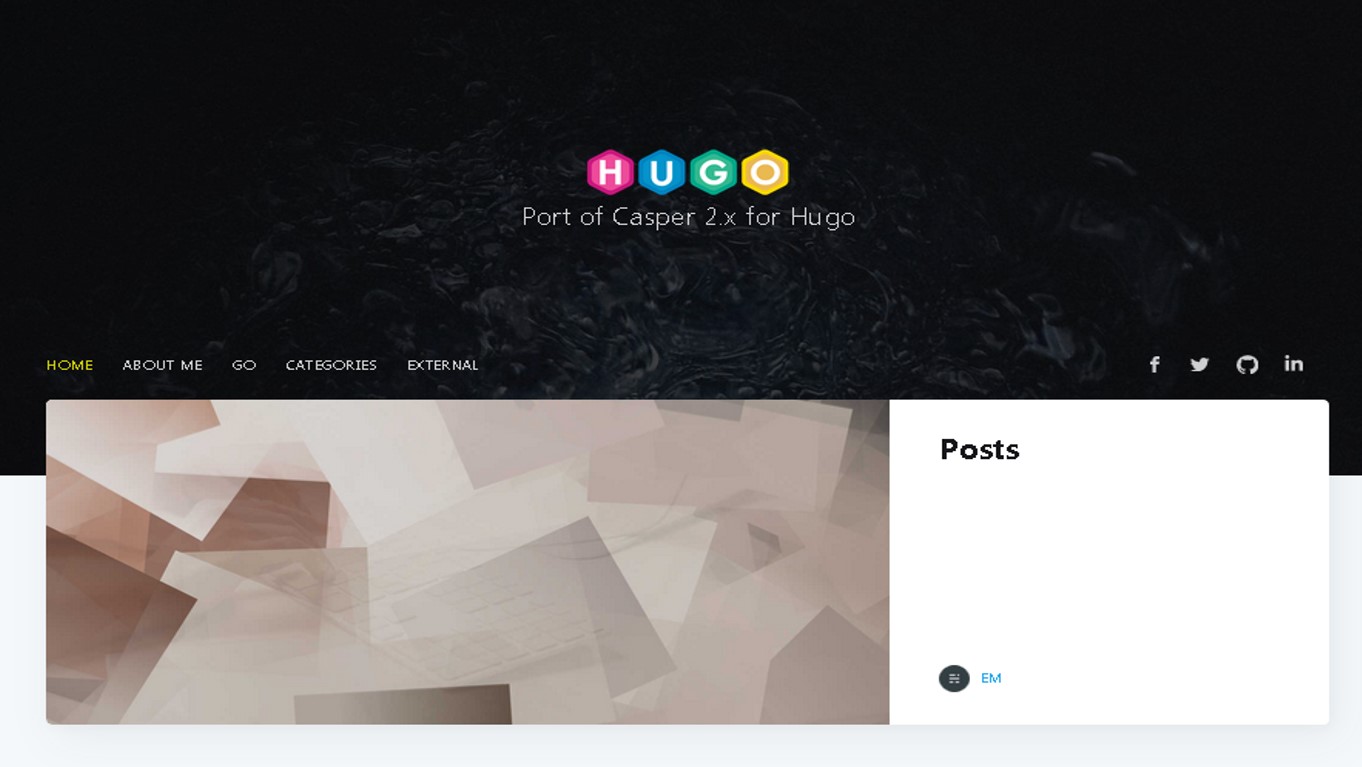 HUGO
Port of Casper 2.x for Hugo
HOME ABOUT ME GO CATEGORIES EXTERNAL
Posts
EM